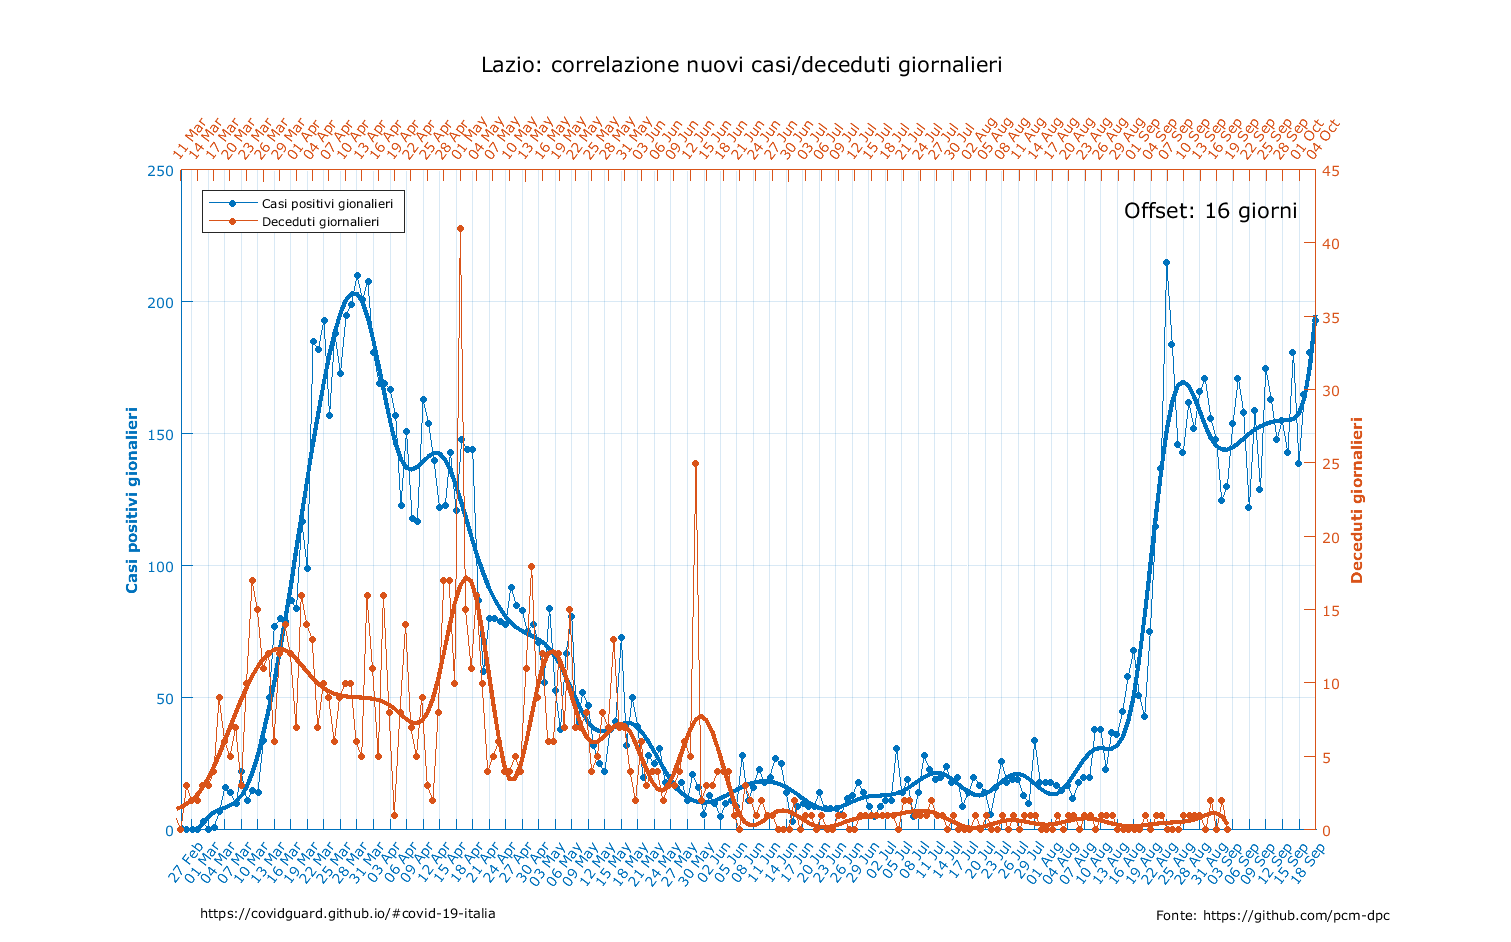 Lazio: correlazione nuovi casi/deceduti giornalieri
11 Mar
14 Mar
17 Mar
20 Mar
23 Mar
26 Mar
29 Mar
01 Apr
04 Apr
07 Apr
10 Apr
13 Apr
16 Apr
19 Apr
22 Apr
25 Apr
28 Apr
01 May
04 May
07 May
10 May
13 May
16 May
19 May
22 May
25 May
28 May
31 May
03 Jun
06 Jun
09 Jun
12 Jun
15 Jun
18 Jun
21 Jun
24 Jun
27 Jun
30 Jun
03 Jul
06 Jul
09 Jul
12 Jul
15 Jul
18 Jul
21 Jul
24 Jul
27 Jul
30 Jul
02 Aug
05 Aug
08 Aug
11 Aug
14 Aug
17 Aug
20 Aug
23 Aug
26 Aug
29 Aug
01 Sep
04 Sep
07 Sep
10 Sep
13 Sep
16 Sep
19 Sep
22 Sep
25 Sep
28 Sep
01 Oct
04 Oct
250
200
150
100
50
0
Casi positivi gionalieri
Casi positivi gionalieri
Deceduti giornalieri
Offset: 16 giorni
45
40
35
30
25
20
15
10
5
0
Deceduti giornalieri
27 Feb
01 Mar
04 Mar
07 Mar
10 Mar
13 Mar
16 Mar
19 Mar
22 Mar
25 Mar
28 Mar
31 Mar
03 Apr
06 Apr
09 Apr
12 Apr
15 Apr
18 Apr
21 Apr
24 Apr
27 Apr
30 Apr
03 May
06 May
09 May
12 May
15 May
18 May
21 May
24 May
27 May
30 May
02 Jun
05 Jun
08 Jun
11 Jun
14 Jun
17 Jun
20 Jun
23 Jun
26 Jun
29 Jun
02 Jul
05 Jul
08 Jul
11 Jul
14 Jul
17 Jul
20 Jul
23 Jul
26 Jul
29 Jul
01 Aug
04 Aug
07 Aug
10 Aug
13 Aug
16 Aug
19 Aug
22 Aug
25 Aug
28 Aug
31 Aug
03 Sep
06 Sep
09 Sep
12 Sep
15 Sep
18 Sep
https://covidguard.github.io/#covid-19-italia
Fonte: https://github.com/pcm-dpc